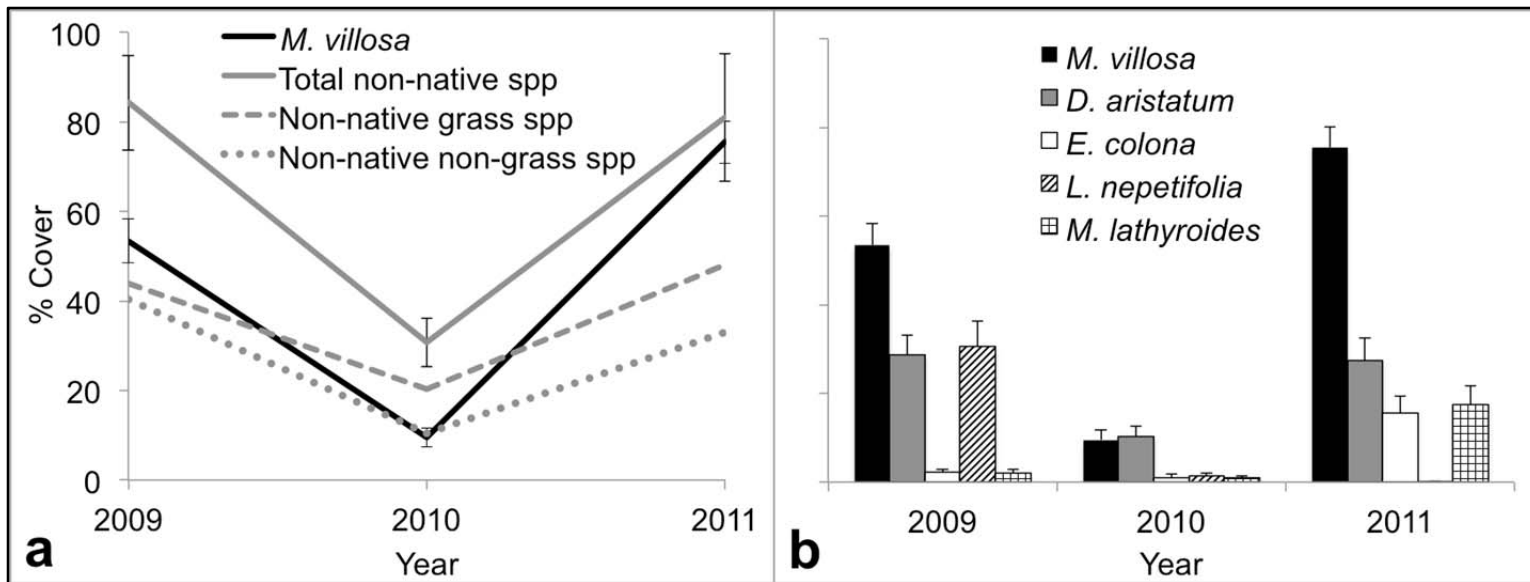 100
80
60
40
20
0
% Cover
M. villosa
Total non-native spp
Non-native grass spp
Non-native non-grass spp
2009 2010 2011
Year
a
M. villosa
D. aristatum
E. colona
L. nepetifolia
M. lathyroides
2009 2010 2011
Year
b